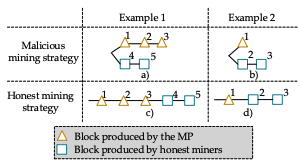 Example 1 Example 2
Malicious mining strategy
1 2 3
4 5
a)
1
2 3
b)
Honest mining strategy
1 2 3 4 5
c)
1 2 3
d)
Block produced by the MP
Block produced by honest miners